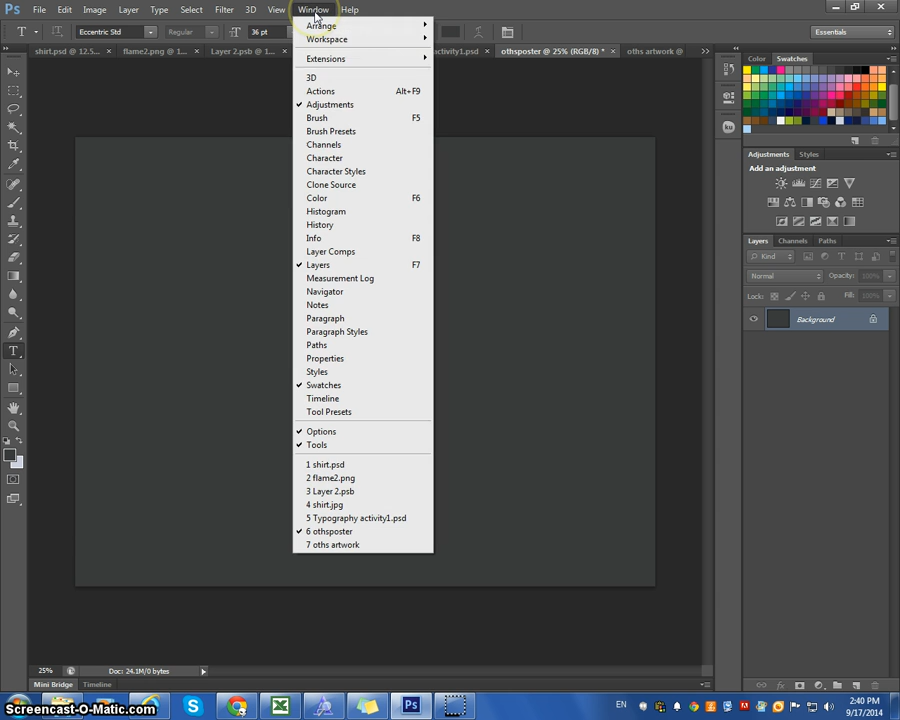 Ps File Edit Image Layer Type Select Filter 3D View Window Help
T Eccentric Std Regular 36 pt Essentials
shirt.psd @ 12.5... × flame2.png @ 1... × Layer 2.psb @ activity1.psd × othsposter @ 25% (RGB/8) * × oths artwork @ >>
Arrange
Workspace
Extensions
3D
Actions Alt+F9
Adjustments
Brush F5
Brush Presets
Channels
Character
Character Styles
Clone Source
Color F6
Histogram
History
Info F8
Layer Comps
Layers F7
Measurement Log
Navigator
Notes
Paragraph
Paragraph Styles
Paths
Properties
Styles
Swatches
Timeline
Tool Presets
Options
Tools
1 shirt.psd
2 flame2.png
3 Layer 2.psb
4 shirt.jpg
5 Typography activity1.psd
6 othsposter
7 oths artwork
Color Swatches
ku
Adjustments Styles
Add an adjustment
Layers Channels Paths
Kind
Normal Opacity: 100%
Lock: Fill: 100%
Background
25% Doc: 24.1M/0 bytes
Mini Bridge Timeline
Screencast-O-Matic.com
EN 2:40 PM
9/17/2014